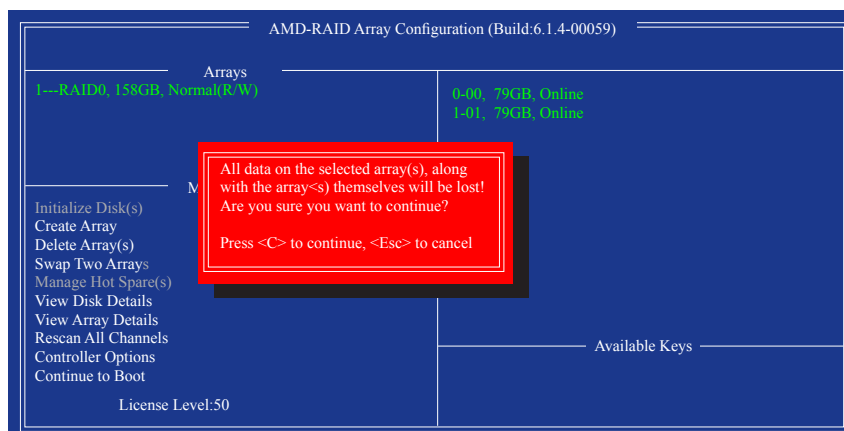 AMD-RAID Array Configuration (Build:6.1.4-00059)
Arrays
1---RAID0, 158GB, Normal(R/W)
0-00, 79GB, Online
1-01, 79GB, Online
All data on the selected array(s), along
with the array<s) themselves will be lost!
Are you sure you want to continue?
Press <C> to continue, <Esc> to cancel
Initialize Disk(s)
Create Array
Delete Array(s)
Swap Two Arrays
Manage Hot Spare(s)
View Disk Details
View Array Details
Rescan All Channels
Controller Options
Continue to Boot
License Level:50
Available Keys